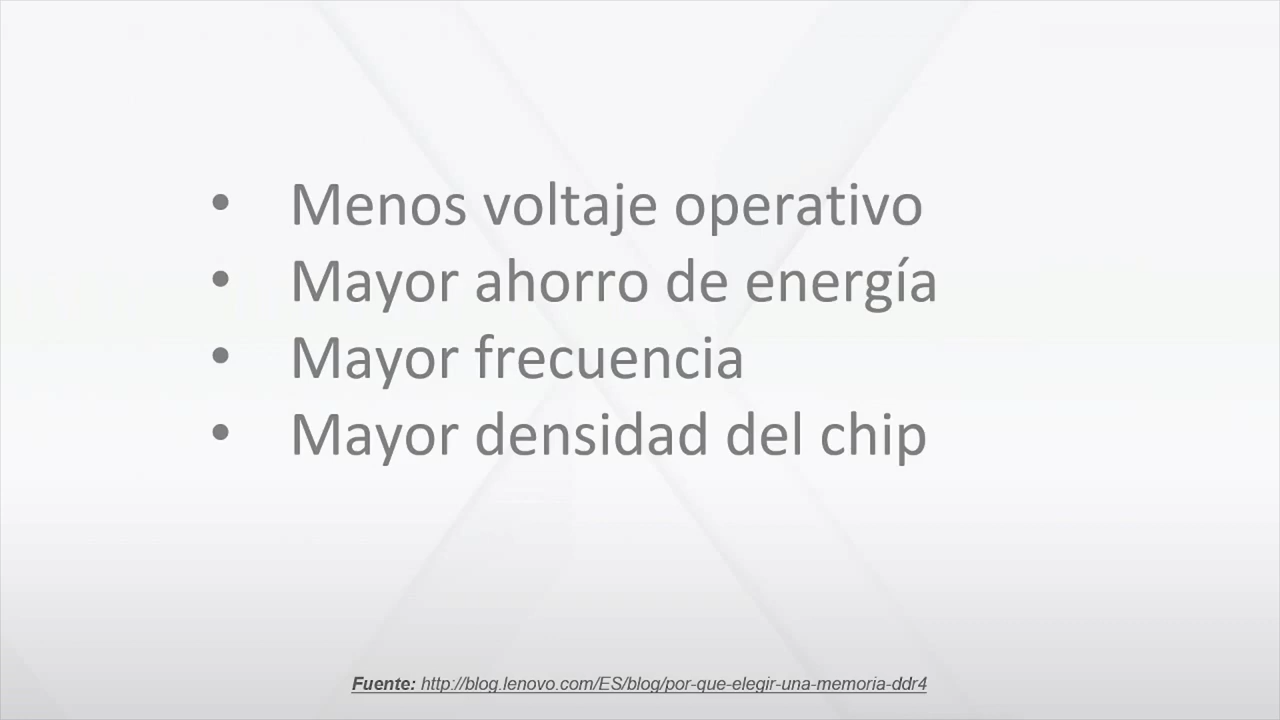 • Menos voltaje operativo
• Mayor ahorro de energía
• Mayor frecuencia
• Mayor densidad del chip
Fuente: http://blog.lenovo.com/ES/blog/por-que-elegir-una-memoria-ddr4